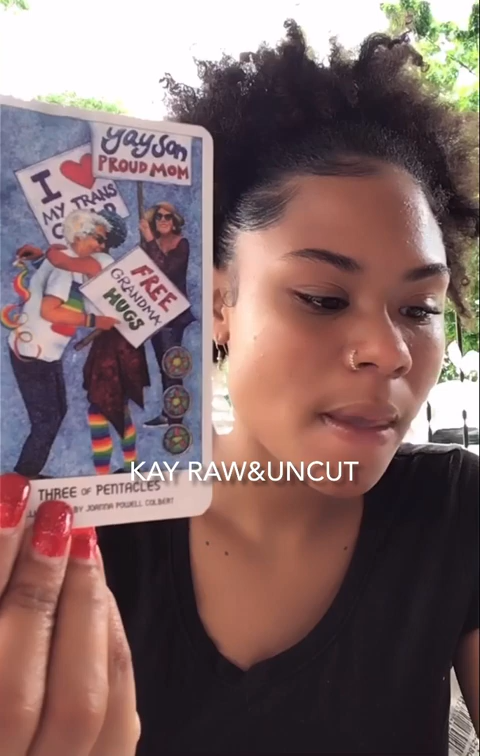 yay son
PROUD MOM
I ❤
MY TRANS
FREE
GRANDMA
HUGS
KAY RAW&UNCUT
THREE OF PENTACLES
BY JOANNA POWELL COLBERT